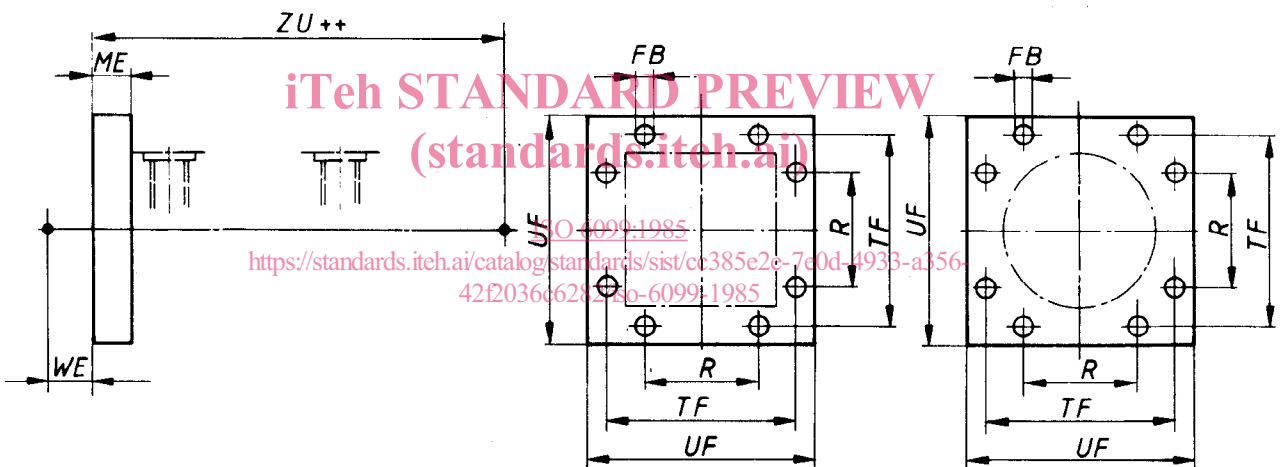 ZU++
ME
FB
FB
iTeh STANDARD PREVIEW
(standards.iteh.ai)
UF
R
TF
UF
R
TF
ISO 6099:1985
https://standards.iteh.ai/catalog/standards/sist/cc385e2c-7e0d-4933-a356-
42f2036c6282/iso-6099-1985
WE
R
R
TF
TF
UF
UF